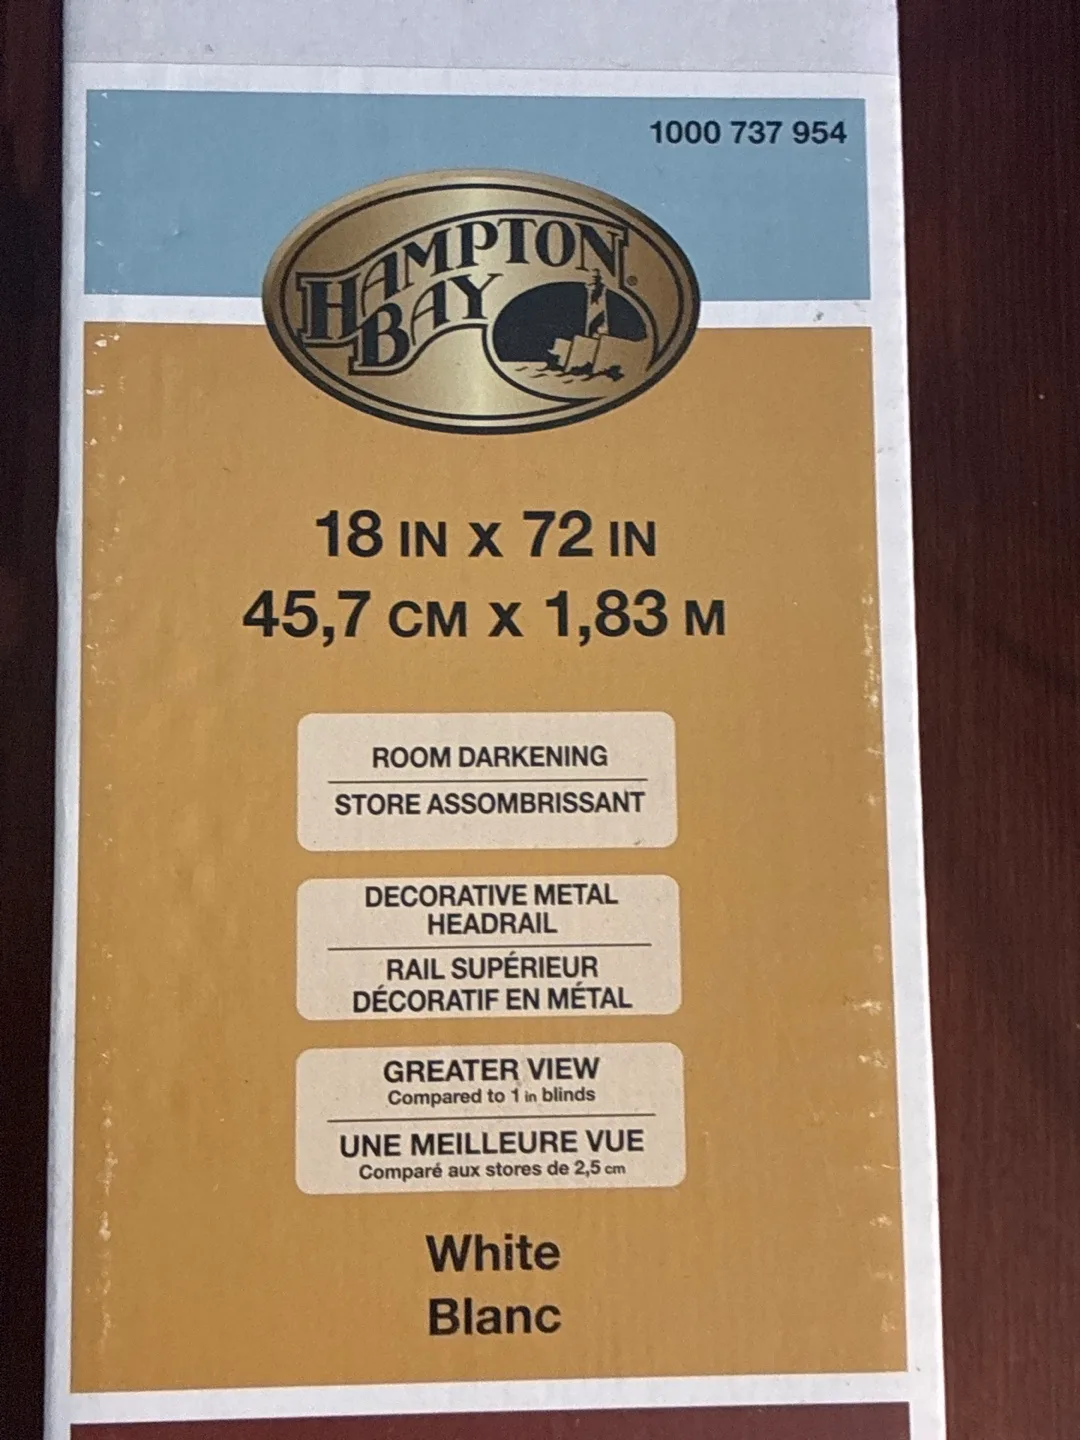 1000 737 954
HAMPTON
BAY®
18 IN x 72 IN
45,7 CM x 1,83 M
ROOM DARKENING
STORE ASSOMBRISSANT
DECORATIVE METAL
HEADRAIL
RAIL SUPÉRIEUR
DÉCORATIF EN MÉTAL
GREATER VIEW
Compared to 1 in blinds
UNE MEILLEURE VUE
Comparé aux stores de 2,5 cm
White
Blanc